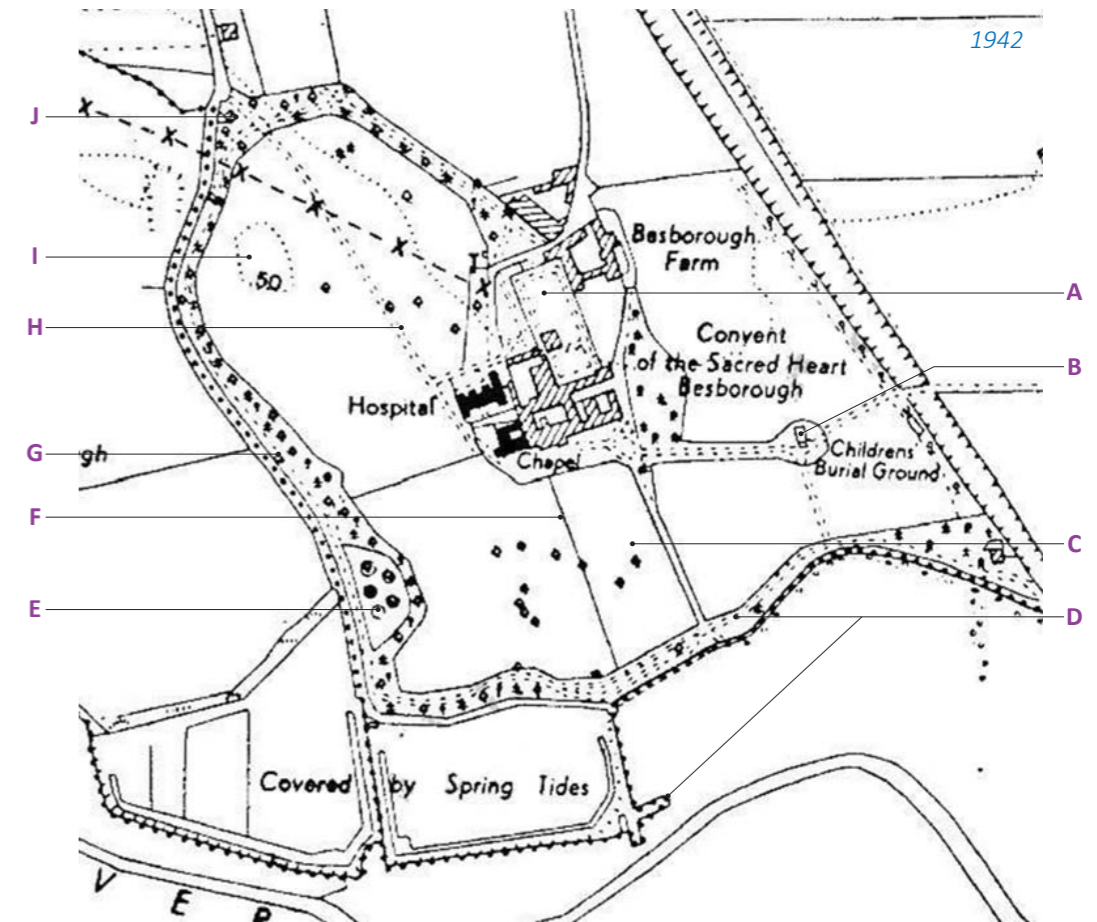 1942
J
X
X
X
X
X
X
Besborough
Farm
I
50
A
H
Convent
of the Sacred Heart
Besborough
B
Hospital
Chapel
Childrens
Burial Ground
G
gh
F
C
E
D
Covered by Spring Tides
V E R